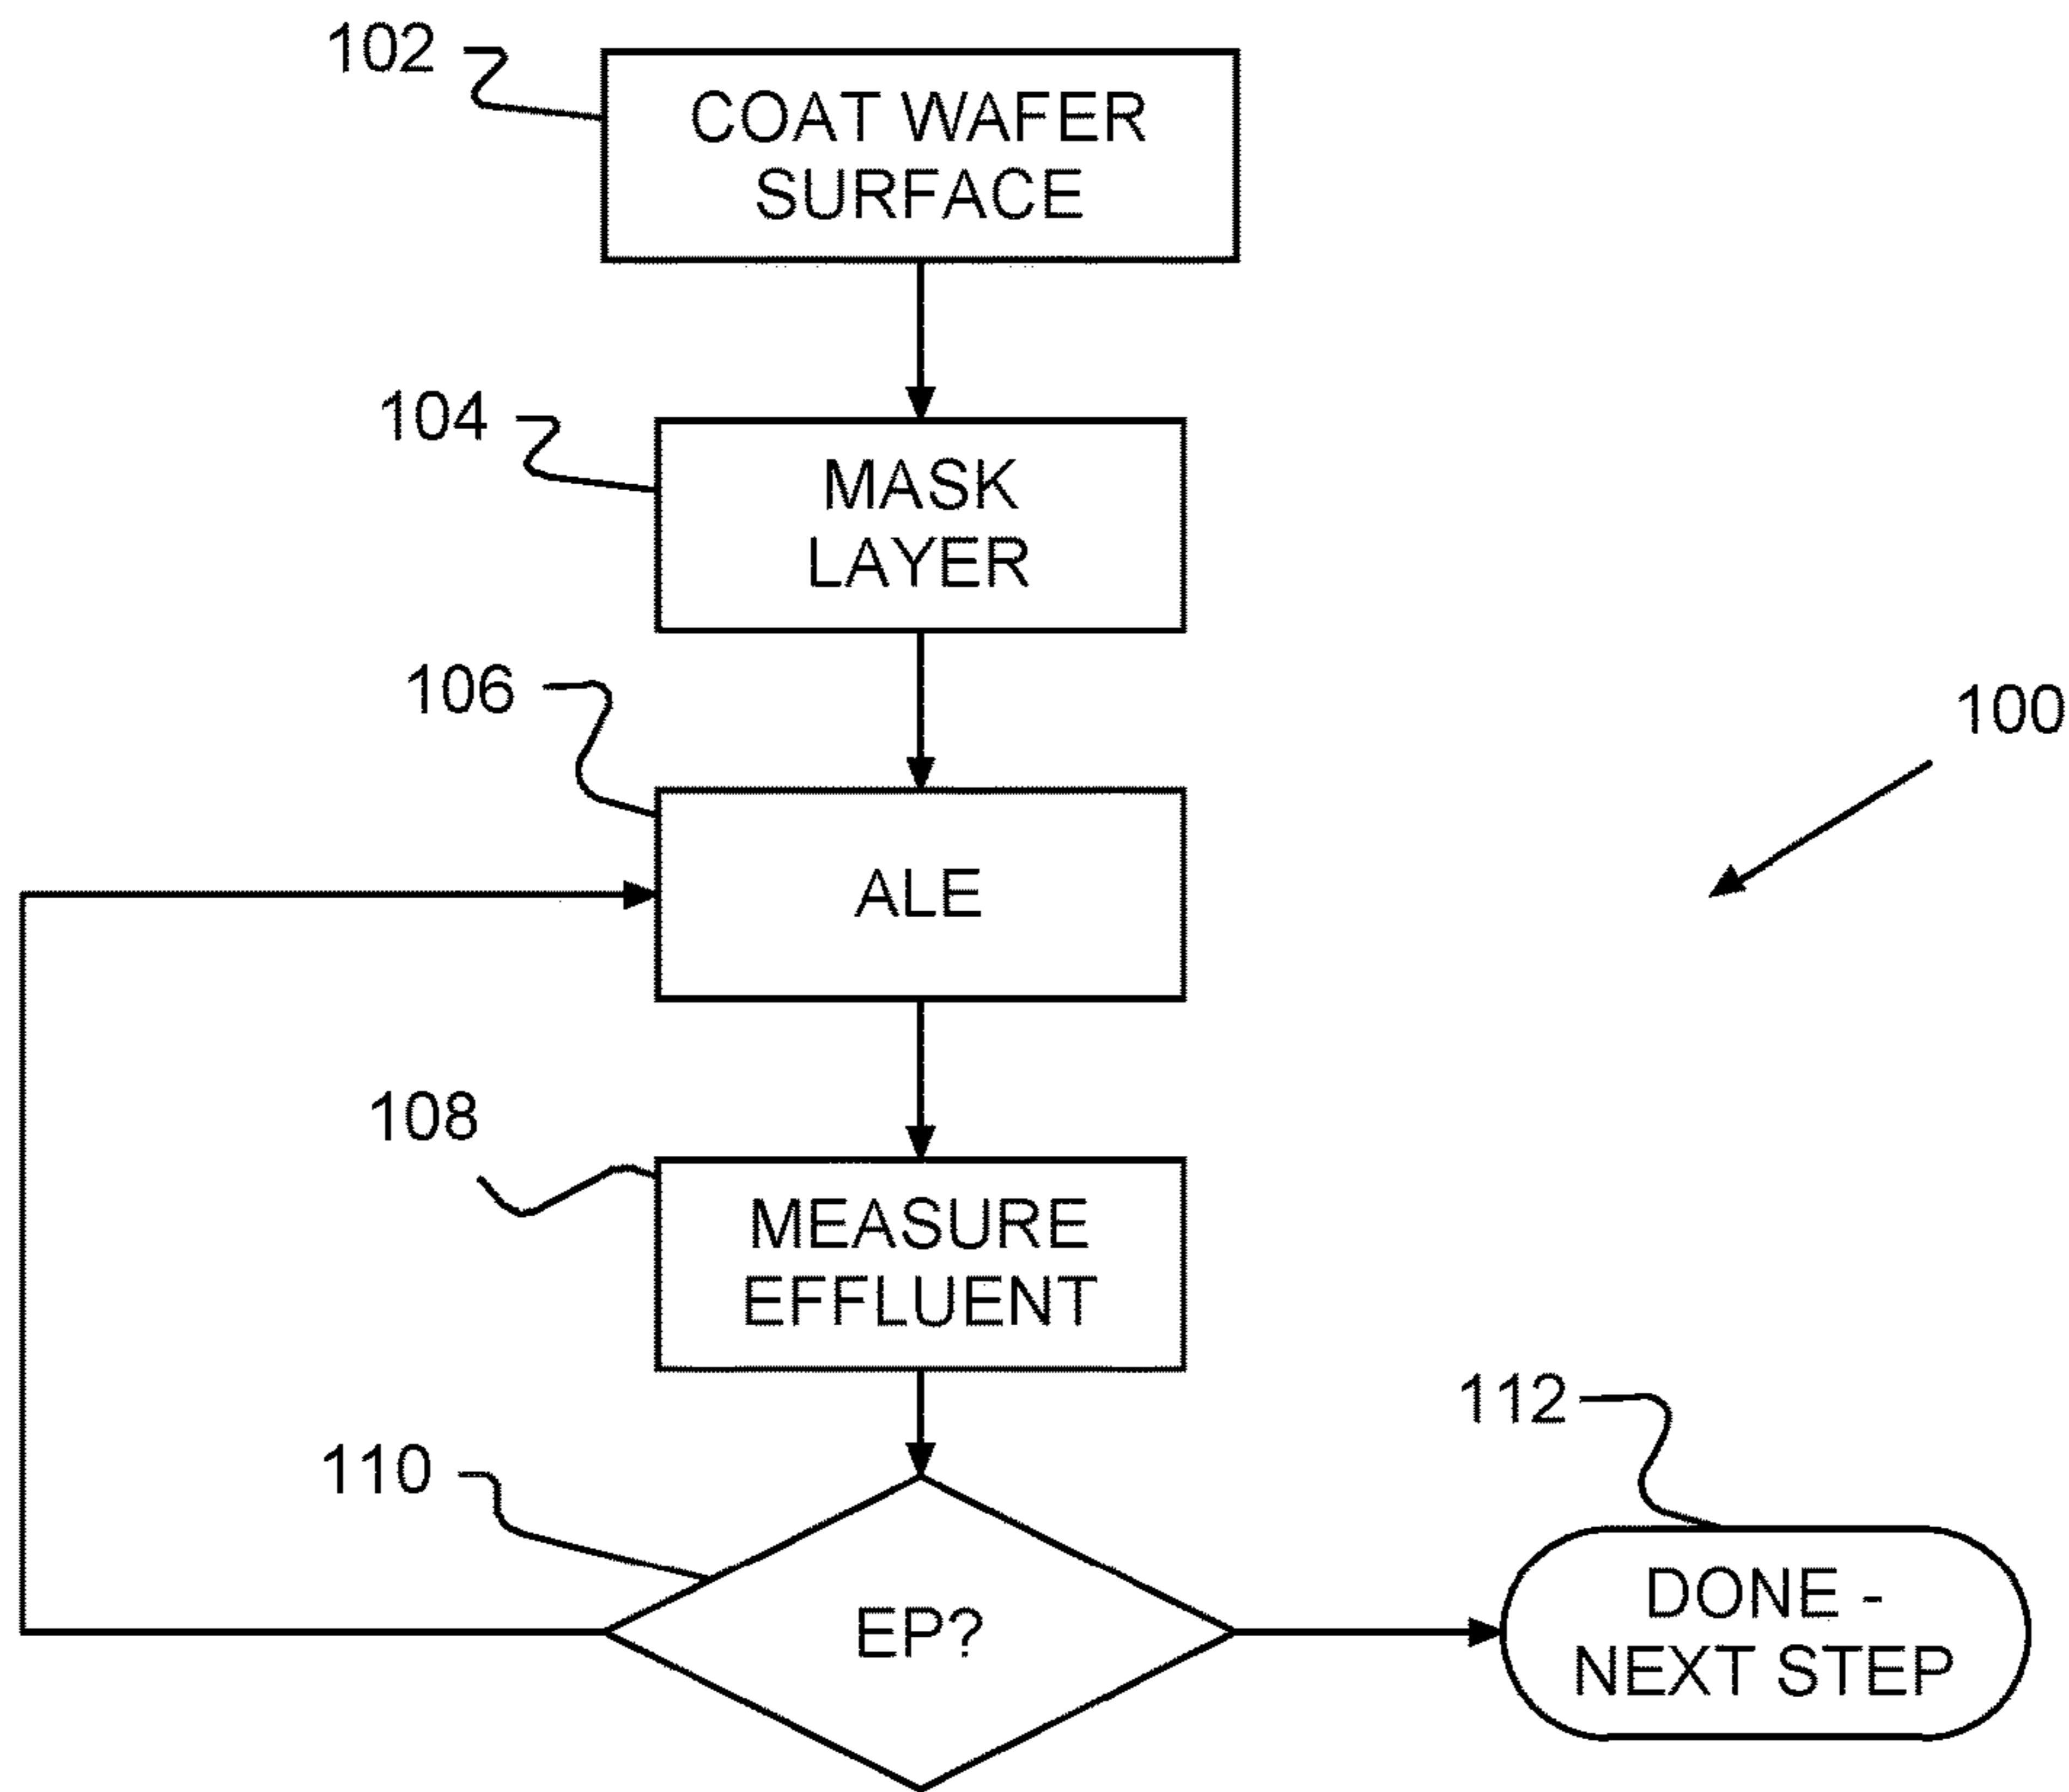 102
COAT WAFER
SURFACE
104
MASK
LAYER
106
100
ALE
108
MEASURE
EFFLUENT
112
110
EP?
DONE -
NEXT STEP